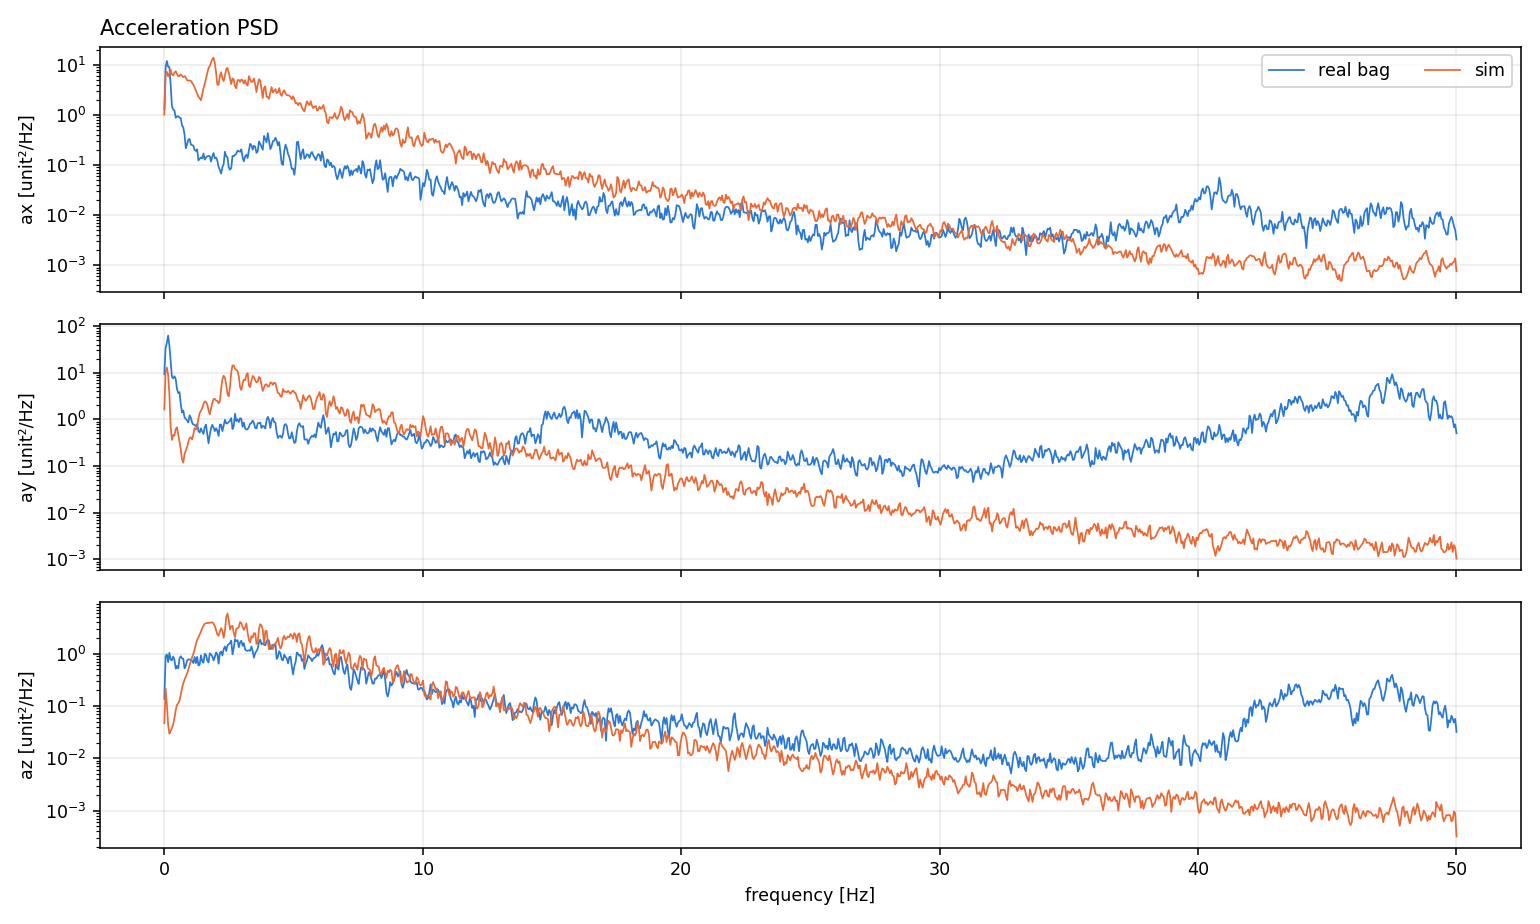 Acceleration PSD
real bag
sim
ax [unit²/Hz]
10¹
10⁰
10⁻¹
10⁻²
10⁻³
ay [unit²/Hz]
10²
10¹
10⁰
10⁻¹
10⁻²
10⁻³
az [unit²/Hz]
10⁰
10⁻¹
10⁻²
10⁻³
0 10 20 30 40 50
frequency [Hz]